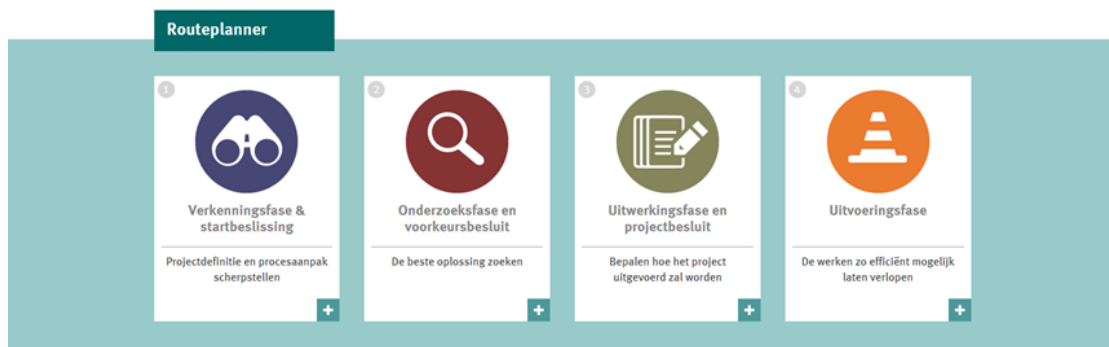 Routeplanner
1
Verkenningsfase &
startbeslissing
Projectdefinitie en procesaanpak
scherpstellen
+
2
Onderzoeksfase en
voorkeursbesluit
De beste oplossing zoeken
+
3
Uitwerkingsfase en
projectbesluit
Bepalen hoe het project
uitgevoerd zal worden
+
4
Uitvoeringsfase
De werken zo efficiënt mogelijk
laten verlopen
+